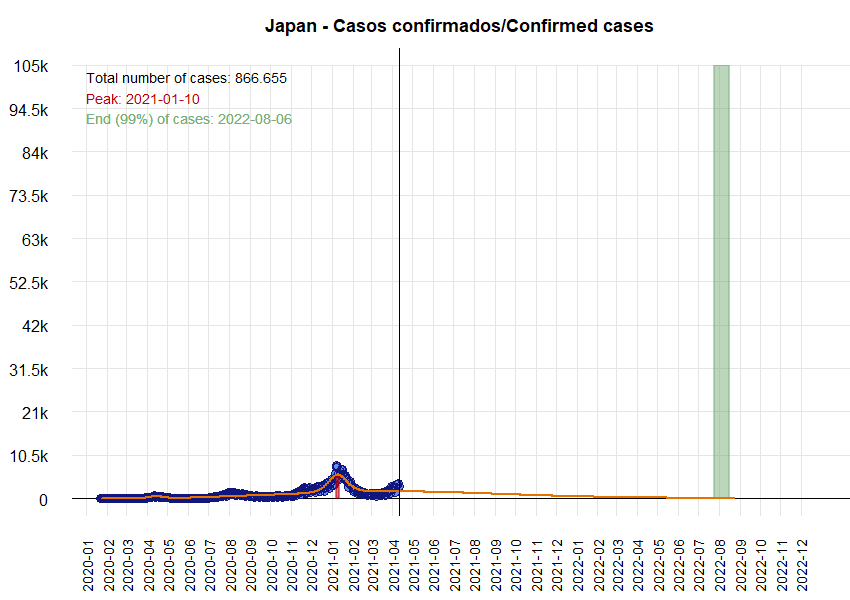 Japan - Casos confirmados/Confirmed cases
Total number of cases: 866.655
Peak: 2021-01-10
End (99%) of cases: 2022-08-06
105k
94.5k
84k
73.5k
63k
52.5k
42k
31.5k
21k
10.5k
0
2020-01
2020-02
2020-03
2020-04
2020-05
2020-06
2020-07
2020-08
2020-09
2020-10
2020-11
2020-12
2021-01
2021-02
2021-03
2021-04
2021-05
2021-06
2021-07
2021-08
2021-09
2021-10
2021-11
2021-12
2022-01
2022-02
2022-03
2022-04
2022-05
2022-06
2022-07
2022-08
2022-09
2022-10
2022-11
2022-12